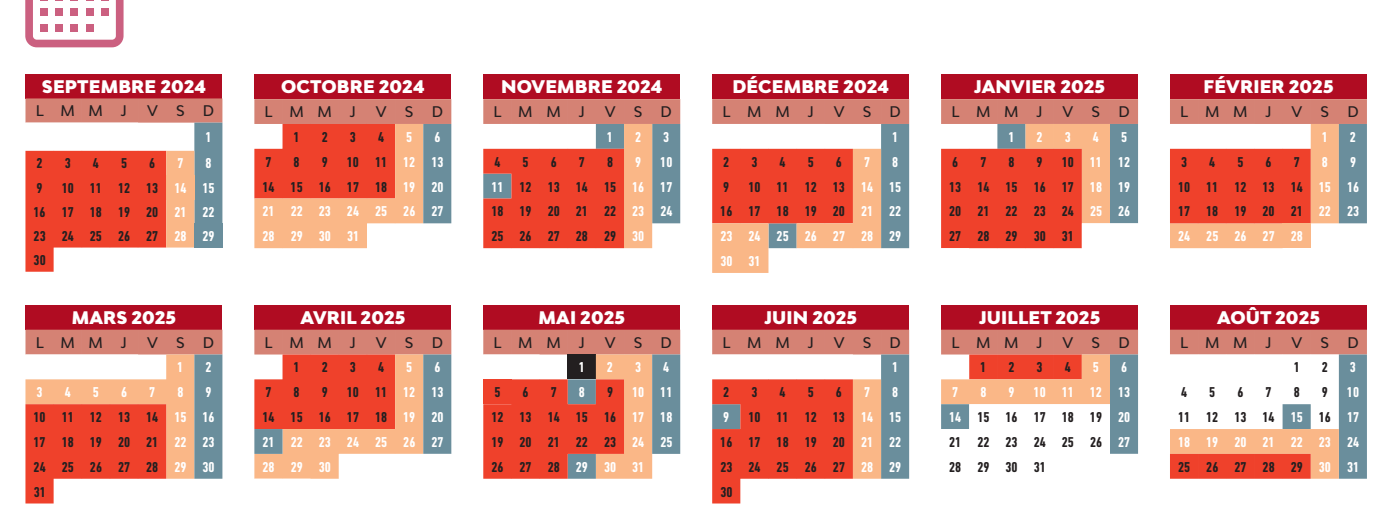 SEPTEMBRE 2024
L M M J V S D
1
2 3 4 5 6 7 8
9 10 11 12 13 14 15
16 17 18 19 20 21 22
23 24 25 26 27 28 29
30
OCTOBRE 2024
L M M J V S D
1 2 3 4 5 6
7 8 9 10 11 12 13
14 15 16 17 18 19 20
21 22 23 24 25 26 27
28 29 30 31
NOVEMBRE 2024
L M M J V S D
1 2 3
4 5 6 7 8 9 10
11 12 13 14 15 16 17
18 19 20 21 22 23 24
25 26 27 28 29 30
DÉCEMBRE 2024
L M M J V S D
1
2 3 4 5 6 7 8
9 10 11 12 13 14 15
16 17 18 19 20 21 22
23 24 25 26 27 28 29
30 31
JANVIER 2025
L M M J V S D
1 2 3 4 5
6 7 8 9 10 11 12
13 14 15 16 17 18 19
20 21 22 23 24 25 26
27 28 29 30 31
FÉVRIER 2025
L M M J V S D
1 2
3 4 5 6 7 8 9
10 11 12 13 14 15 16
17 18 19 20 21 22 23
24 25 26 27 28
MARS 2025
L M M J V S D
1 2
3 4 5 6 7 8 9
10 11 12 13 14 15 16
17 18 19 20 21 22 23
24 25 26 27 28 29 30
31
AVRIL 2025
L M M J V S D
1 2 3 4 5 6
7 8 9 10 11 12 13
14 15 16 17 18 19 20
21 22 23 24 25 26 27
28 29 30
MAI 2025
L M M J V S D
1 2 3 4
5 6 7 8 9 10 11
12 13 14 15 16 17 18
19 20 21 22 23 24 25
26 27 28 29 30 31
JUIN 2025
L M M J V S D
1
2 3 4 5 6 7 8
9 10 11 12 13 14 15
16 17 18 19 20 21 22
23 24 25 26 27 28 29
30
JUILLET 2025
L M M J V S D
1 2 3 4 5 6
7 8 9 10 11 12 13
14 15 16 17 18 19 20
21 22 23 24 25 26 27
28 29 30 31
AOÛT 2025
L M M J V S D
1 2 3
4 5 6 7 8 9 10
11 12 13 14 15 16 17
18 19 20 21 22 23 24
25 26 27 28 29 30 31